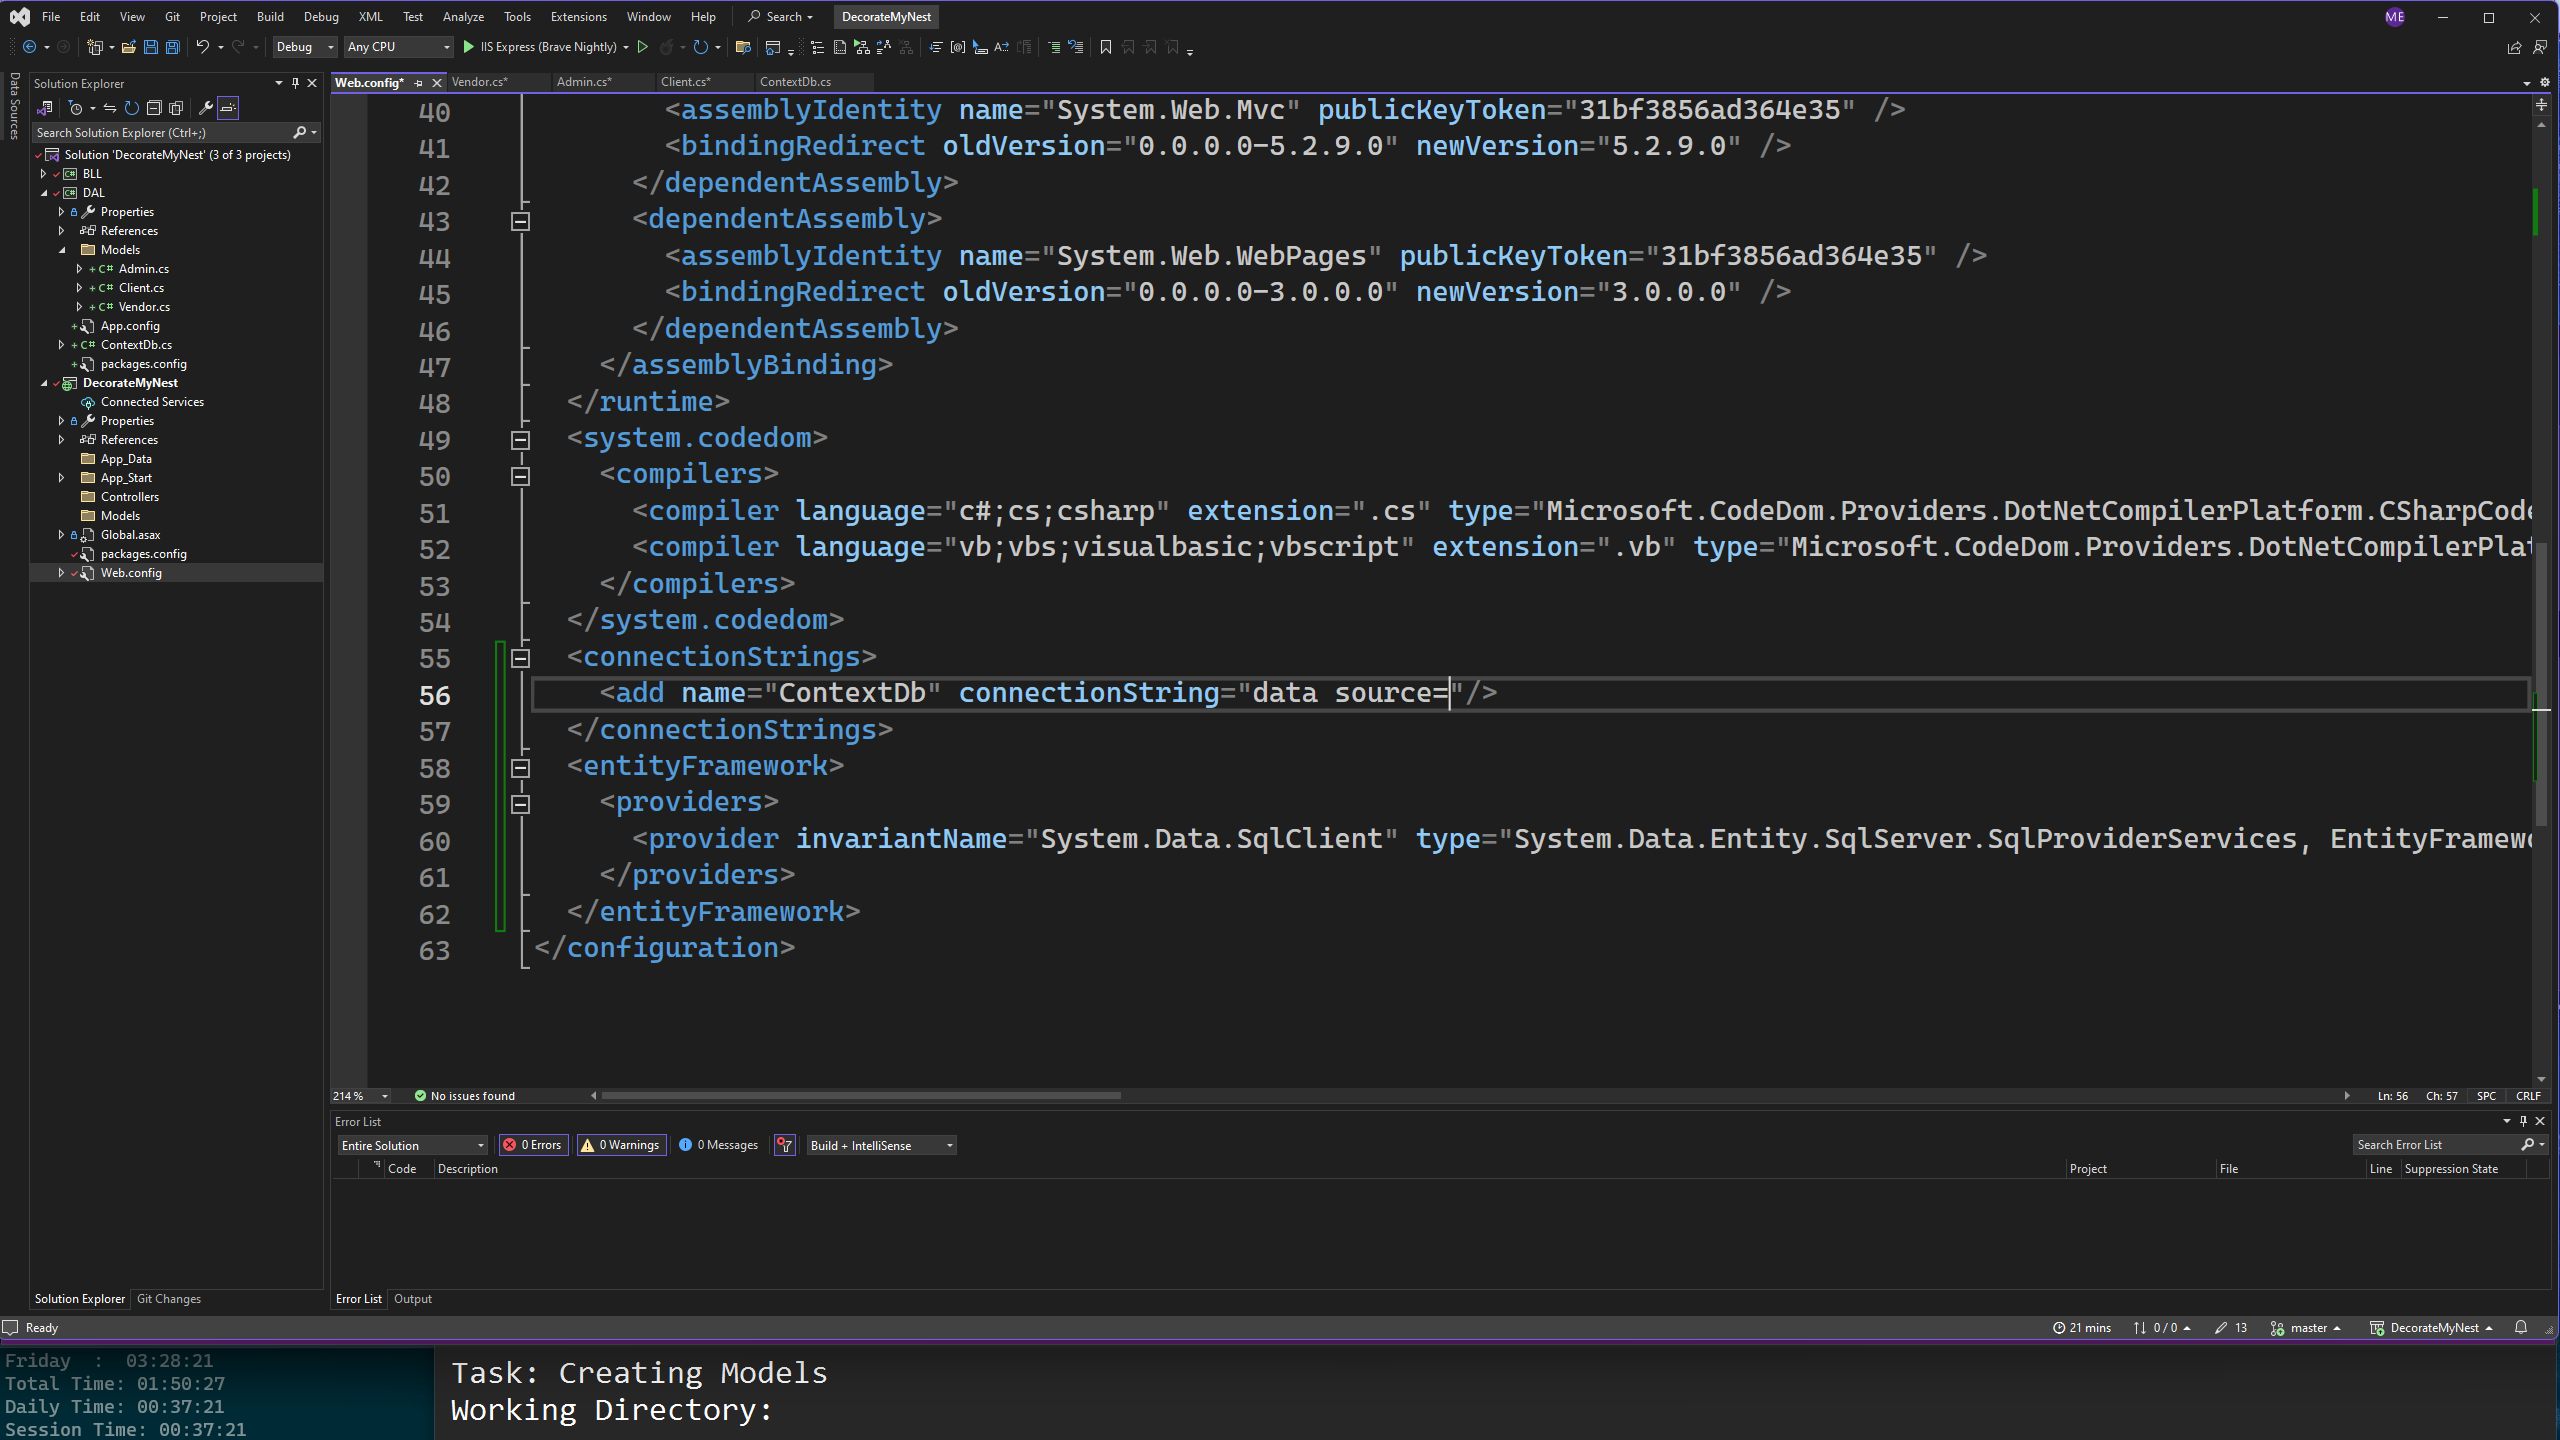 File Edit View Git Project Build Debug XML Test Analyze Tools Extensions Window Help Search DecorateMyNest ME
Debug Any CPU IIS Express (Brave Nightly)
Data Sources
Solution Explorer
Search Solution Explorer (Ctrl+;)
Solution 'DecorateMyNest' (3 of 3 projects)
BLL
DAL
Properties
References
Models
C# Admin.cs
C# Client.cs
C# Vendor.cs
App.config
C# ContextDb.cs
packages.config
DecorateMyNest
Connected Services
Properties
References
App_Data
App_Start
Controllers
Models
Global.asax
packages.config
Web.config
Solution Explorer Git Changes
Web.config* Vendor.cs* Admin.cs* Client.cs* ContextDb.cs
40 <assemblyIdentity name="System.Web.Mvc" publicKeyToken="31bf3856ad364e35" />
41 <bindingRedirect oldVersion="0.0.0.0-5.2.9.0" newVersion="5.2.9.0" />
42 </dependentAssembly>
43 <dependentAssembly>
44 <assemblyIdentity name="System.Web.WebPages" publicKeyToken="31bf3856ad364e35" />
45 <bindingRedirect oldVersion="0.0.0.0-3.0.0.0" newVersion="3.0.0.0" />
46 </dependentAssembly>
47 </assemblyBinding>
48 </runtime>
49 <system.codedom>
50 <compilers>
51 <compiler language="c#;cs;csharp" extension=".cs" type="Microsoft.CodeDom.Providers.DotNetCompilerPlatform.CSharpCode
52 <compiler language="vb;vbs;visualbasic;vbscript" extension=".vb" type="Microsoft.CodeDom.Providers.DotNetCompilerPlat
53 </compilers>
54 </system.codedom>
55 <connectionStrings>
56 <add name="ContextDb" connectionString="data source="/>
57 </connectionStrings>
58 <entityFramework>
59 <providers>
60 <provider invariantName="System.Data.SqlClient" type="System.Data.Entity.SqlServer.SqlProviderServices, EntityFramewo
61 </providers>
62 </entityFramework>
63 </configuration>
214 % No issues found Ln: 56 Ch: 57 SPC CRLF
Error List
Entire Solution 0 Errors 0 Warnings 0 Messages Build + IntelliSense Search Error List
Code Description Project File Line Suppression State
Error List Output
Ready 21 mins 0 / 0 13 master DecorateMyNest
Friday : 03:28:21
Total Time: 01:50:27
Daily Time: 00:37:21
Session Time: 00:37:21
Task: Creating Models
Working Directory: